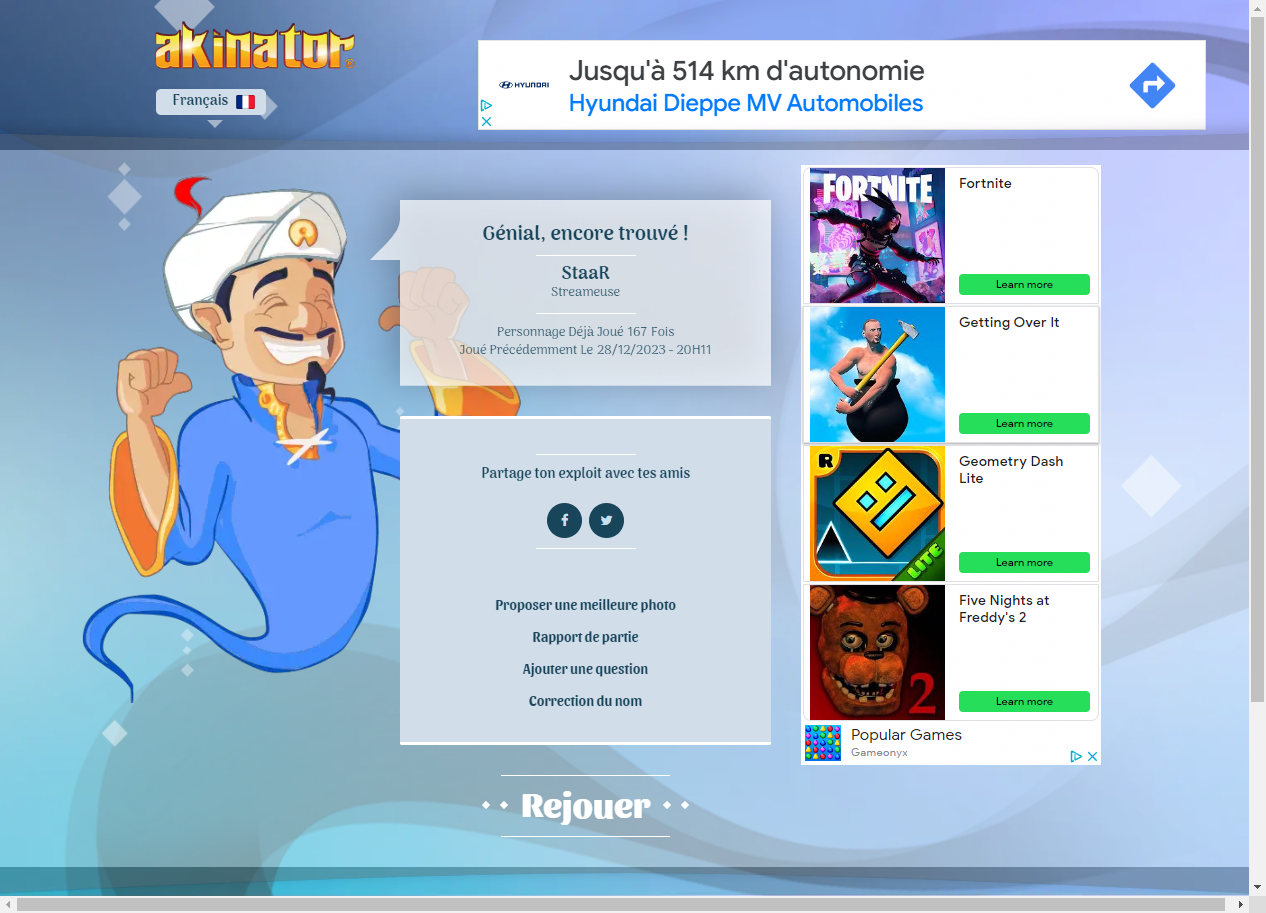 akinator
Français
HYUNDAI
Jusqu'à 514 km d'autonomie
Hyundai Dieppe MV Automobiles
Génial, encore trouvé !
StaaR
Streameuse
Personnage Déjà Joué 167 Fois
Joué Précédemment Le 28/12/2023 - 20H11
Partage ton exploit avec tes amis
Proposer une meilleure photo
Rapport de partie
Ajouter une question
Correction du nom
Rejouer
FORTNITE
Fortnite
Learn more
Getting Over It
Learn more
R
LITE
Geometry Dash
Lite
Learn more
2
Five Nights at
Freddy's 2
Learn more
Popular Games
Gameonyx